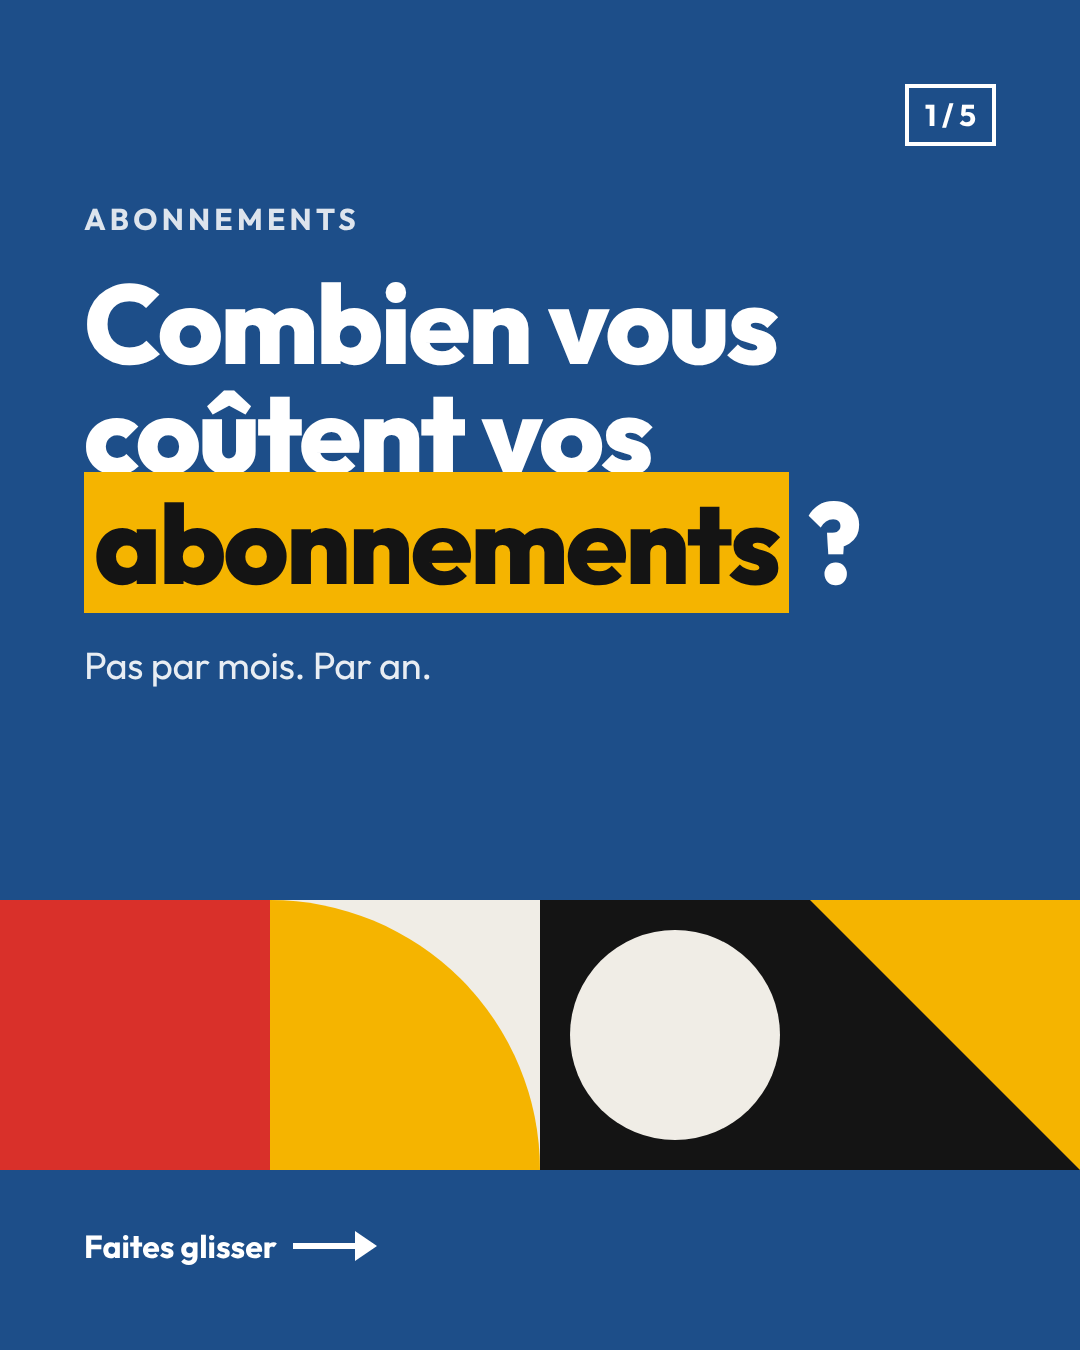 1/5
ABONNEMENTS
Combien vous
coûtent vos
abonnements ?
Pas par mois. Par an.
Faites glisser